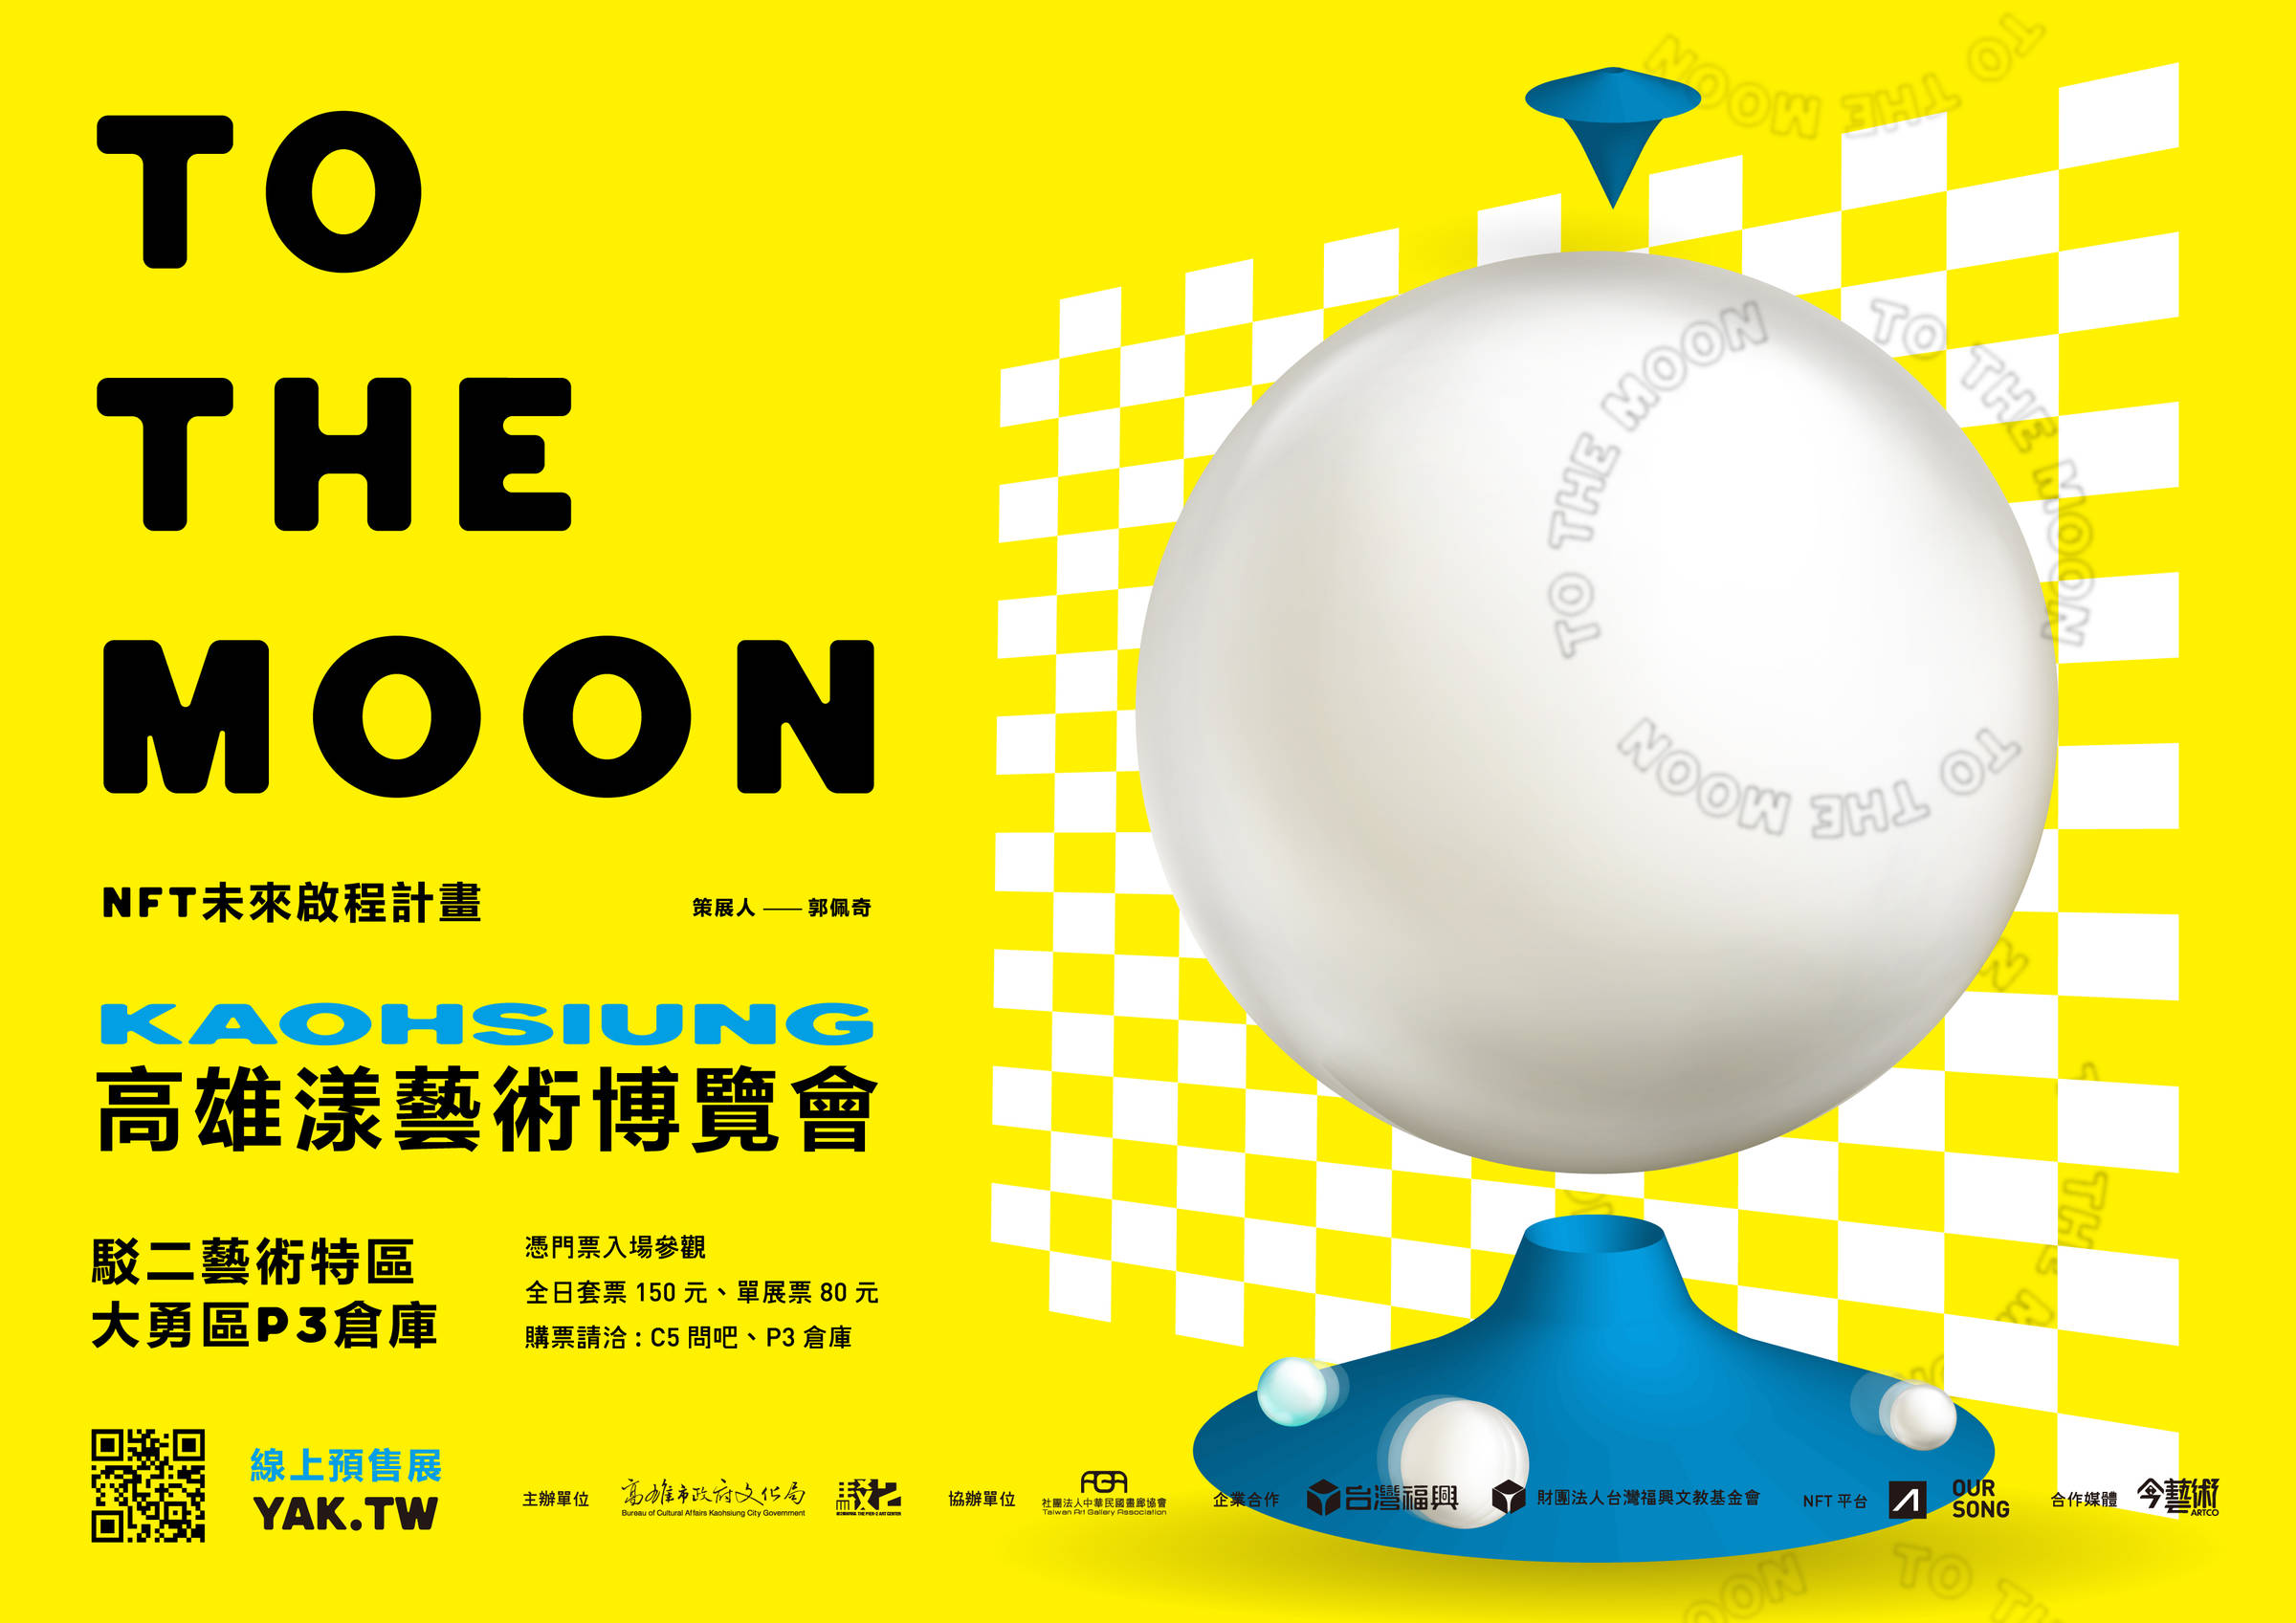 TO
THE
MOON
NFT未來啟程計畫
策展人 —— 郭佩奇
KAOHSIUNG
高雄漾藝術博覽會
駁二藝術特區
大勇區P3倉庫
憑門票入場參觀
全日套票 150 元、單展票 80 元
購票請洽：C5 問吧、P3 倉庫
線上預售展
YAK.TW
主辦單位
高雄市政府文化局
Bureau of Cultural Affairs Kaohsiung City Government
駁二
協辦單位
AGA
社團法人中華民國畫廊協會
Taiwan Art Gallery Association
企業合作
台灣福興
財團法人台灣福興文教基金會
NFT 平台
OUR
SONG
合作媒體
今藝術
ARTCO
TO THE MOON
TO THE MOON
TO THE MOON
TO THE MOON